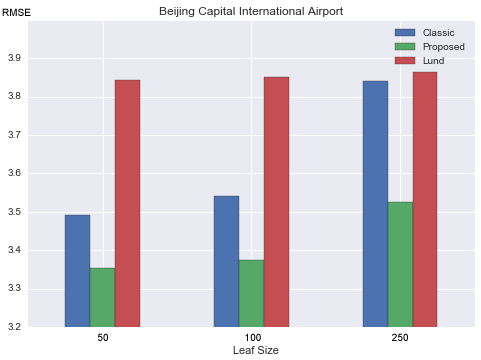 RMSE
Beijing Capital International Airport
Classic
Proposed
Lund
3.9
3.8
3.7
3.6
3.5
3.4
3.3
3.2
50
100
250
Leaf Size